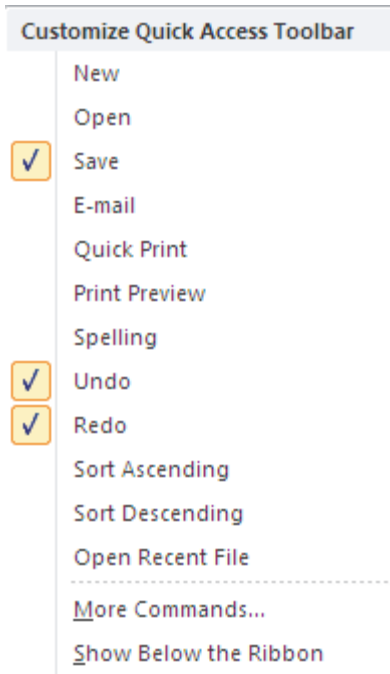 Customize Quick Access Toolbar
New
Open
Save
E-mail
Quick Print
Print Preview
Spelling
Undo
Redo
Sort Ascending
Sort Descending
Open Recent File
More Commands...
Show Below the Ribbon